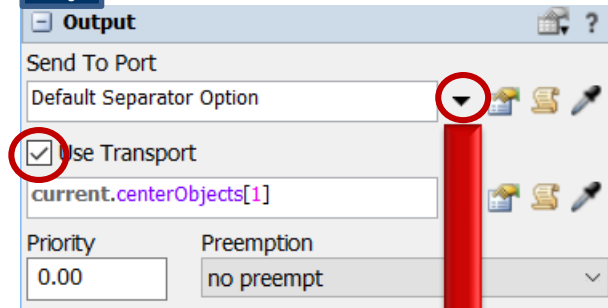 Output
?
Send To Port
Default Separator Option
Use Transport
current.centerObjects[1]
Priority Preemption
0.00 no preempt